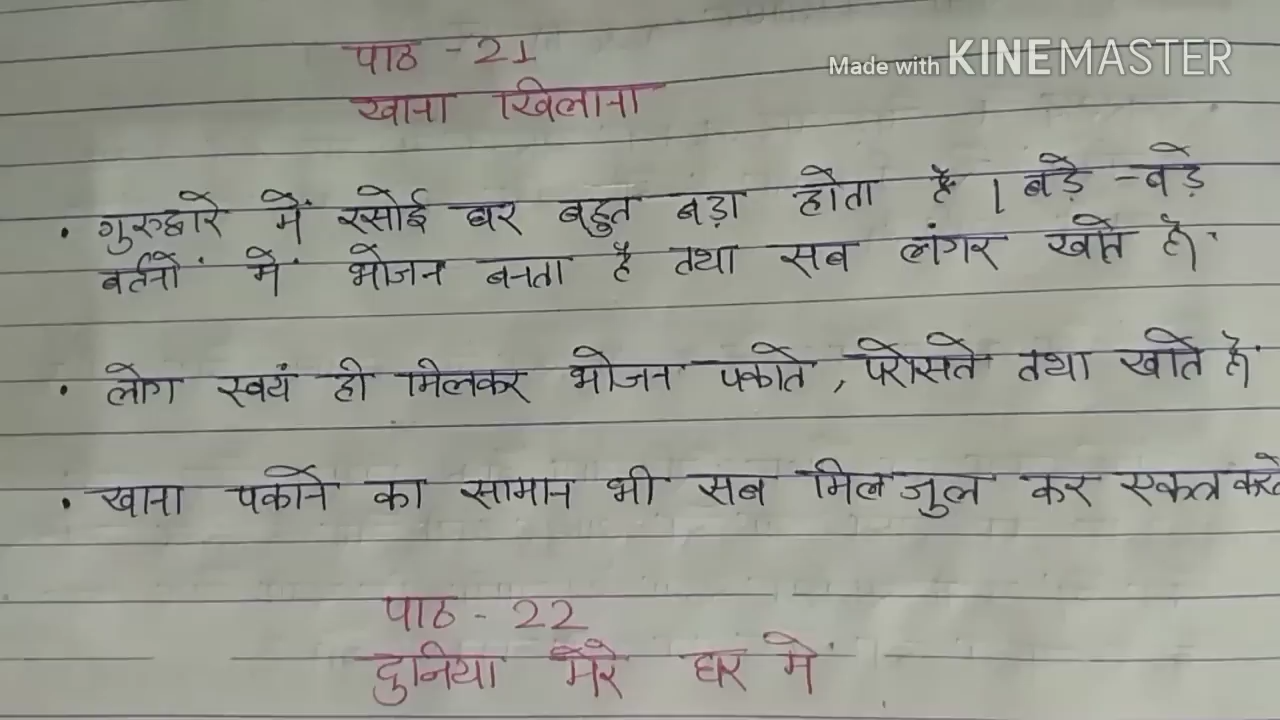 Made with KINEMASTER
पाठ - 21
खाना खिलाना
• गुरुद्वारे में रसोई घर बहुत बड़ा होता है । बड़े - बड़े
बर्तनों में भोजन बनता है तथा सब लंगर खाते हैं।
• लोग स्वयं ही मिलकर भोजन पकाते , परोसते तथा खाते हैं।
• खाना पकाने का सामान भी सब मिल जुल कर एकत्र करते
पाठ - 22
दुनिया मेरे घर में